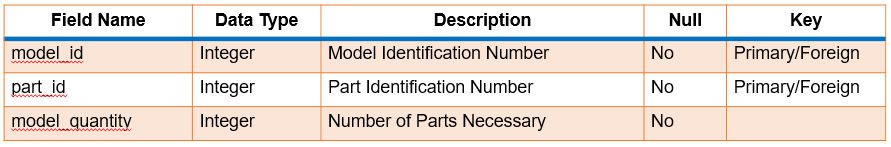 Field Name Data Type Description Null Key
model_id Integer Model Identification Number No Primary/Foreign
part_id Integer Part Identification Number No Primary/Foreign
model_quantity Integer Number of Parts Necessary No